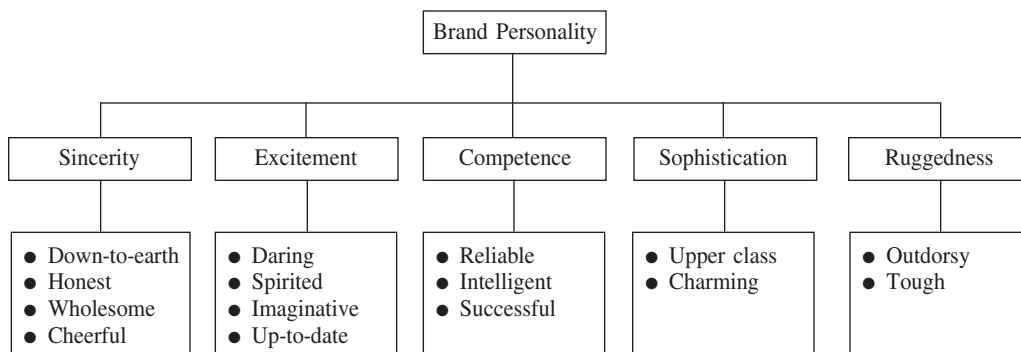 Brand Personality
Sincerity
Excitement
Competence
Sophistication
Ruggedness
● Down-to-earth
● Honest
● Wholesome
● Cheerful
● Daring
● Spirited
● Imaginative
● Up-to-date
● Reliable
● Intelligent
● Successful
● Upper class
● Charming
● Outdorsy
● Tough